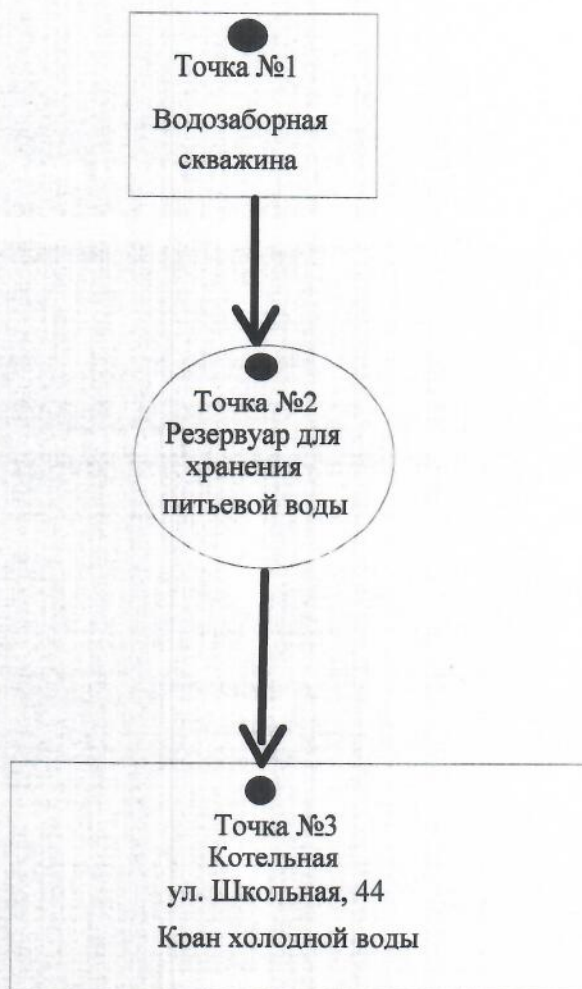 Точка №1
Водозаборная
скважина
Точка №2
Резервуар для
хранения
питьевой воды
Точка №3
Котельная
ул. Школьная, 44
Кран холодной воды